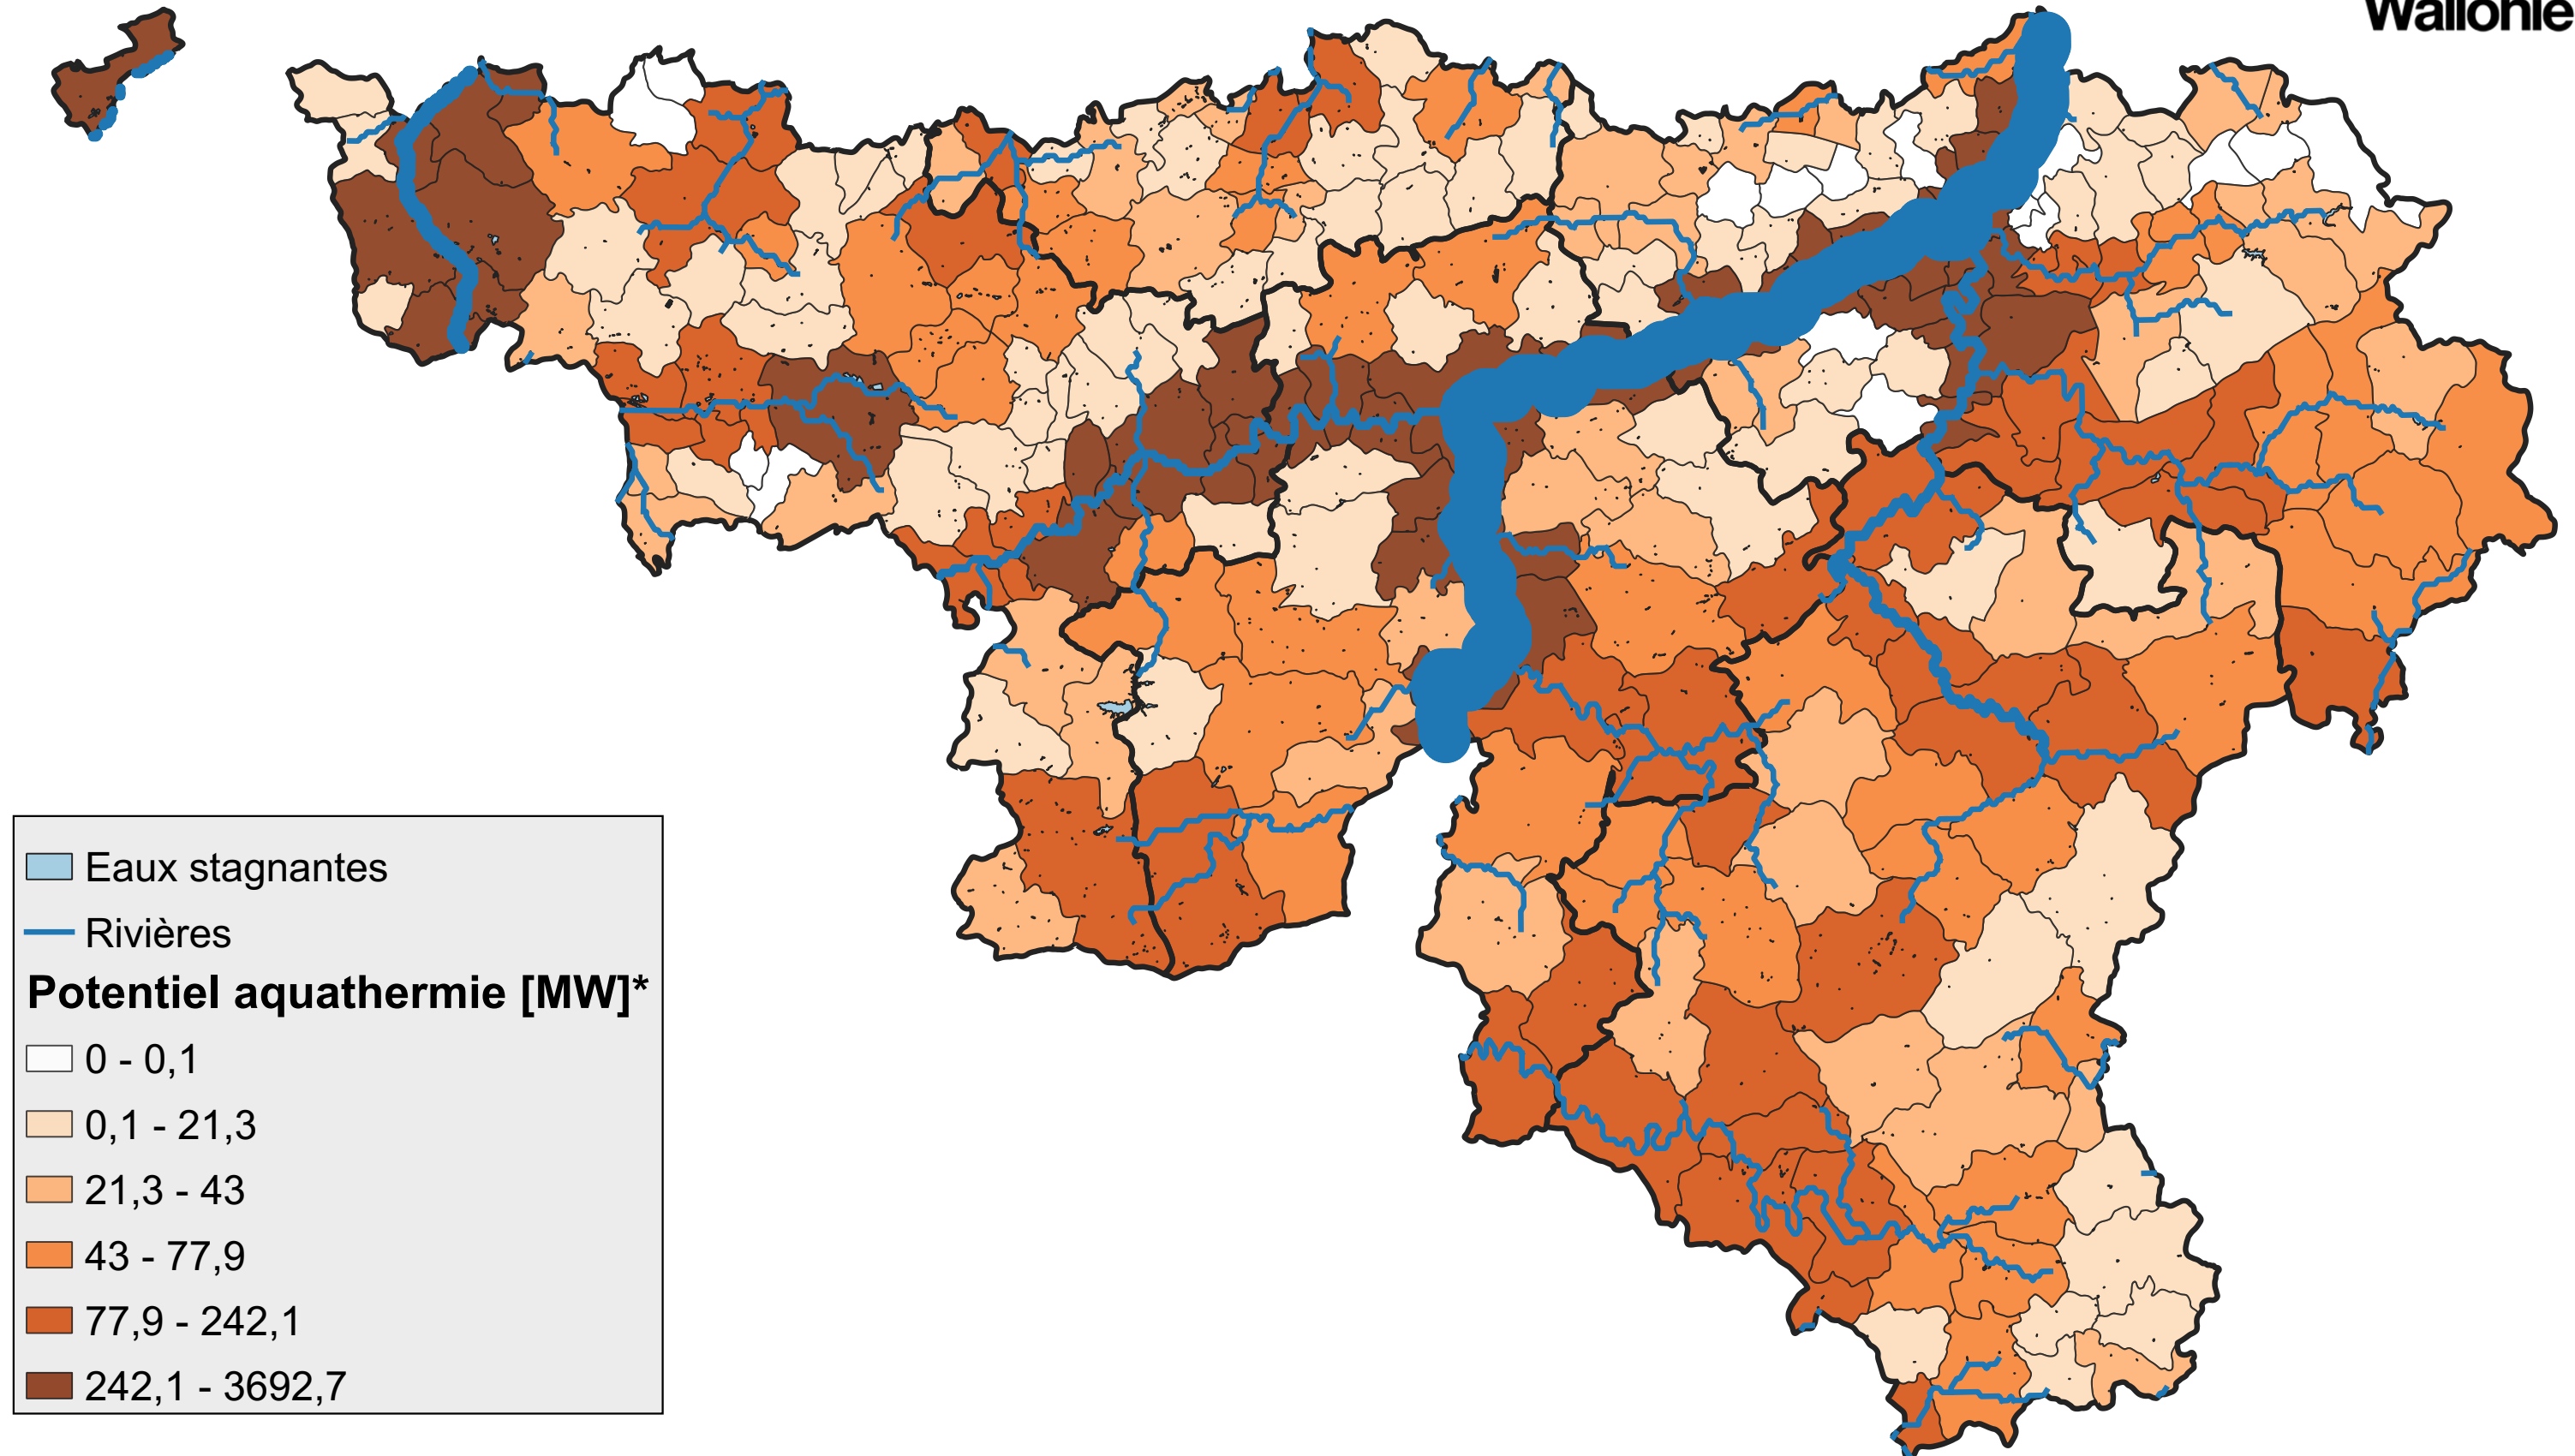 Wallonie
Eaux stagnantes
Rivières
Potentiel aquathermie [MW]*
0 - 0,1
0,1 - 21,3
21,3 - 43
43 - 77,9
77,9 - 242,1
242,1 - 3692,7